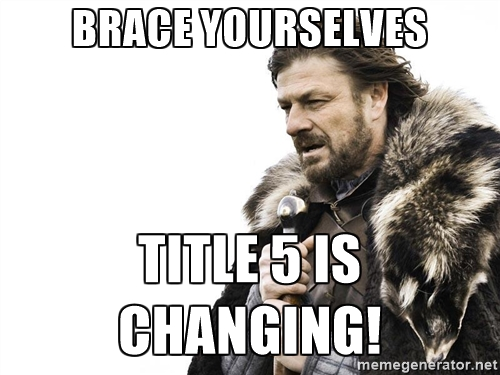 BRACE YOURSELVES
TITLE 5 IS
CHANGING!
memegenerator.net